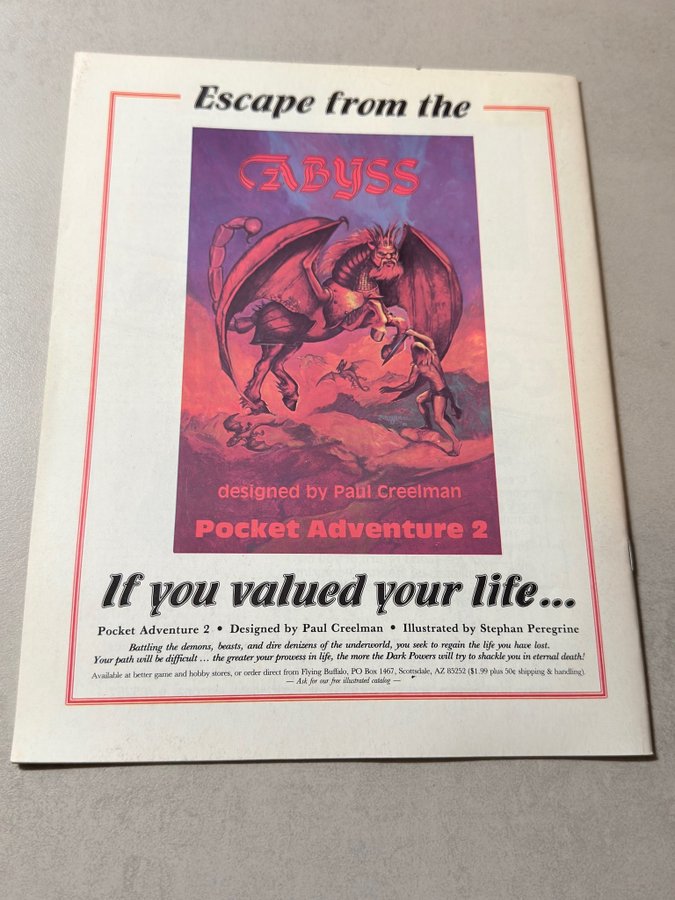 Escape from the
ABYSS
designed by Paul Creelman
Pocket Adventure 2
If you valued your life...
Pocket Adventure 2 • Designed by Paul Creelman • Illustrated by Stephan Peregrine
Battling the demons, beasts, and dire denizens of the underworld, you seek to regain the life you have lost.
Your path will be difficult ... the greater your prowess in life, the more the Dark Powers will try to shackle you in eternal death!
Available at better game and hobby stores, or order direct from Flying Buffalo, PO Box 1467, Scottsdale, AZ 85252 ($1.99 plus 50¢ shipping & handling).
— Ask for our free illustrated catalog —